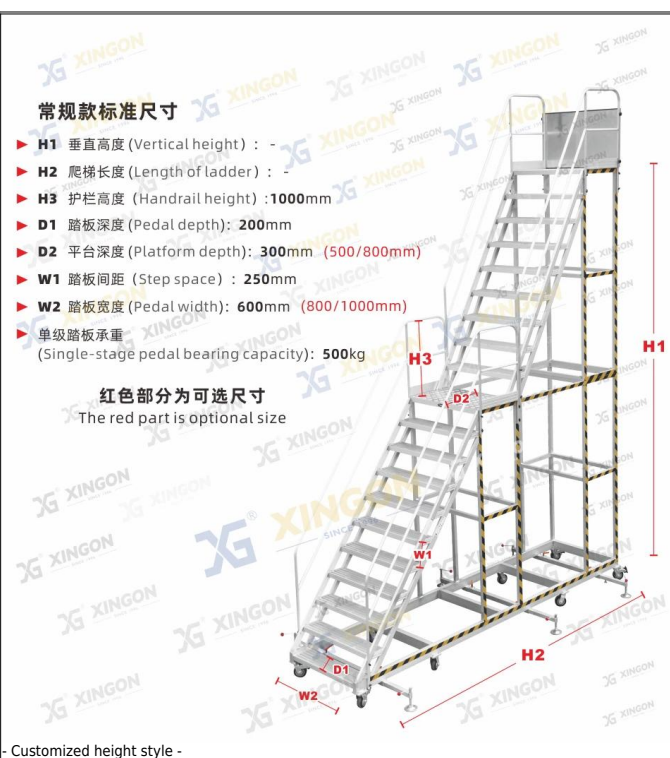 常规款标准尺寸
H1 垂直高度 (Vertical height) : -
H2 爬梯长度 (Length of ladder) : -
H3 护栏高度 (Handrail height) :1000mm
D1 踏板深度 (Pedal depth): 200mm
D2 平台深度 (Platform depth): 300mm (500/800mm)
W1 踏板间距 (Step space) : 250mm
W2 踏板宽度 (Pedal width): 600mm (800/1000mm)
单级踏板承重
(Single-stage pedal bearing capacity): 500kg
红色部分为可选尺寸
The red part is optional size
H1
H3
D2
W1
H2
D1
W2
XG® XINGON
- Customized height style -